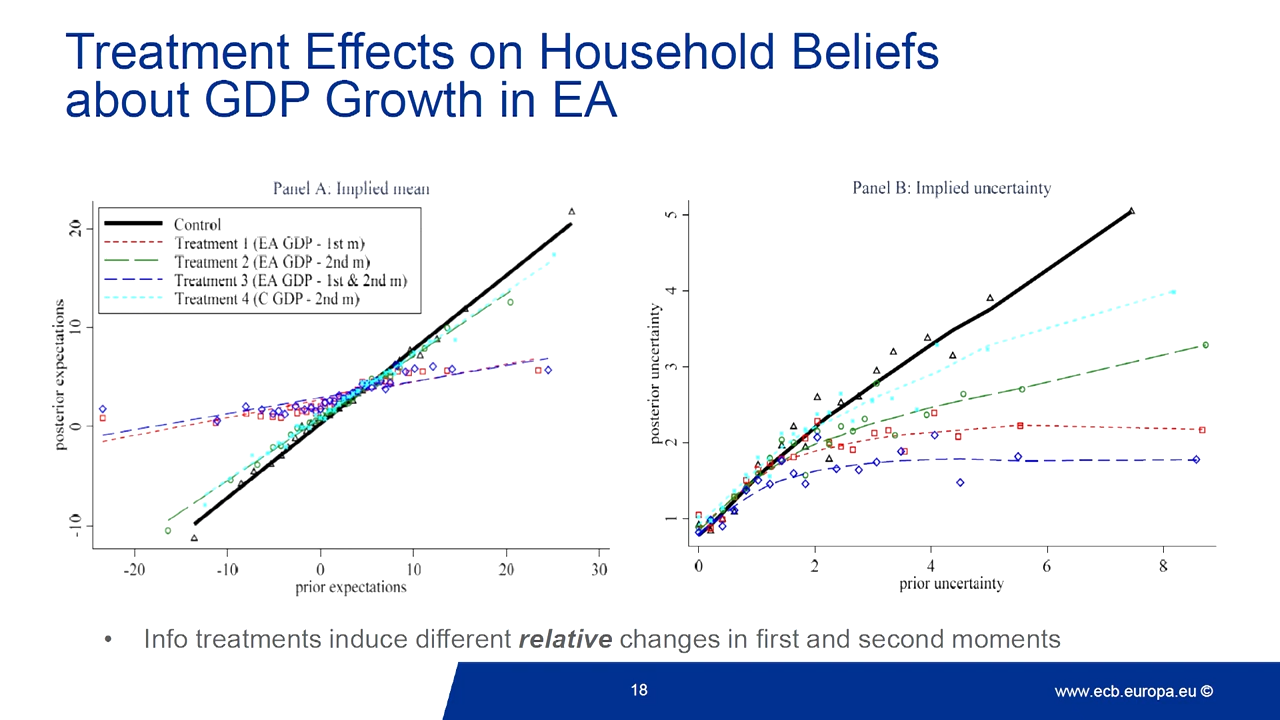 Treatment Effects on Household Beliefs
about GDP Growth in EA
Panel A: Implied mean
Control
Treatment 1 (EA GDP - 1st m)
Treatment 2 (EA GDP - 2nd m)
Treatment 3 (EA GDP - 1st & 2nd m)
Treatment 4 (C GDP - 2nd m)
posterior expectations
20
10
0
-10
-20 -10 0 10 20 30
prior expectations
Panel B: Implied uncertainty
posterior uncertainty
5
4
3
2
1
0 2 4 6 8
prior uncertainty
• Info treatments induce different relative changes in first and second moments
18
www.ecb.europa.eu ©